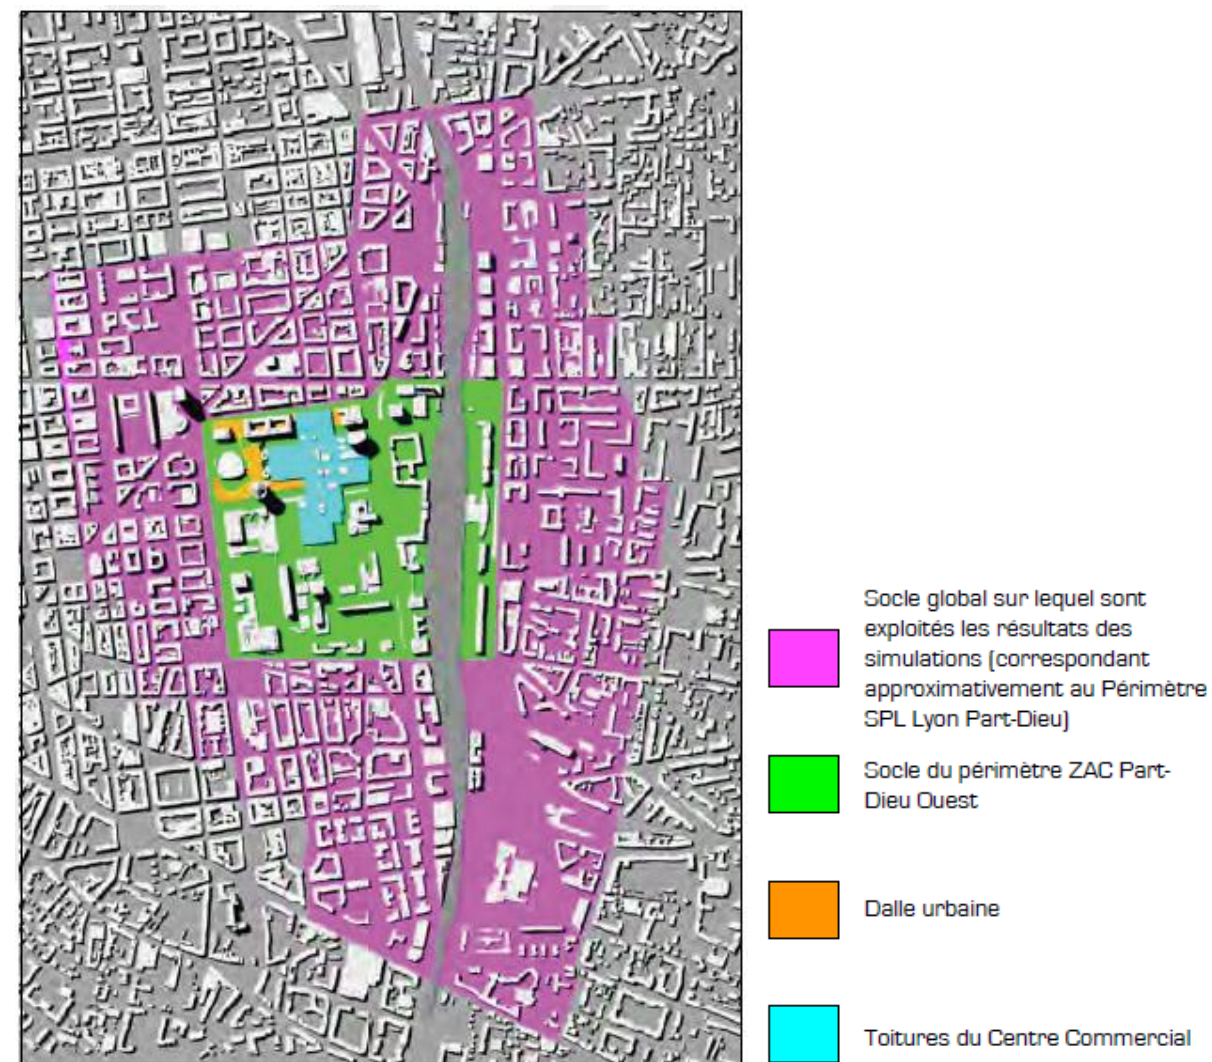 Socle global sur lequel sont
exploités les résultats des
simulations (correspondant
approximativement au Périmètre
SPL Lyon Part-Dieu)
Socle du périmètre ZAC Part-
Dieu Ouest
Dalle urbaine
Toitures du Centre Commercial